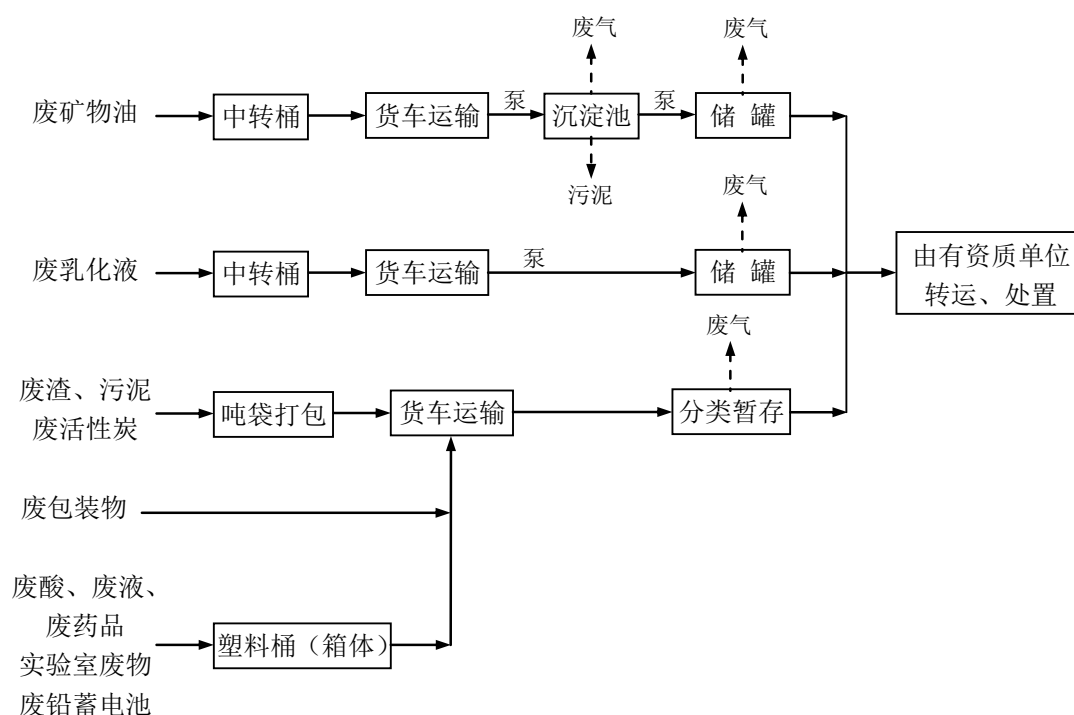 废气
废气
废矿物油
中转桶
货车运输
泵
沉淀池
泵
储 罐
污泥
废气
废乳化液
中转桶
货车运输
泵
储 罐
由有资质单位
转运、处置
废气
废渣、污泥
废活性炭
吨袋打包
货车运输
分类暂存
废包装物
废酸、废液、
废药品
实验室废物
废铅蓄电池
塑料桶（箱体）